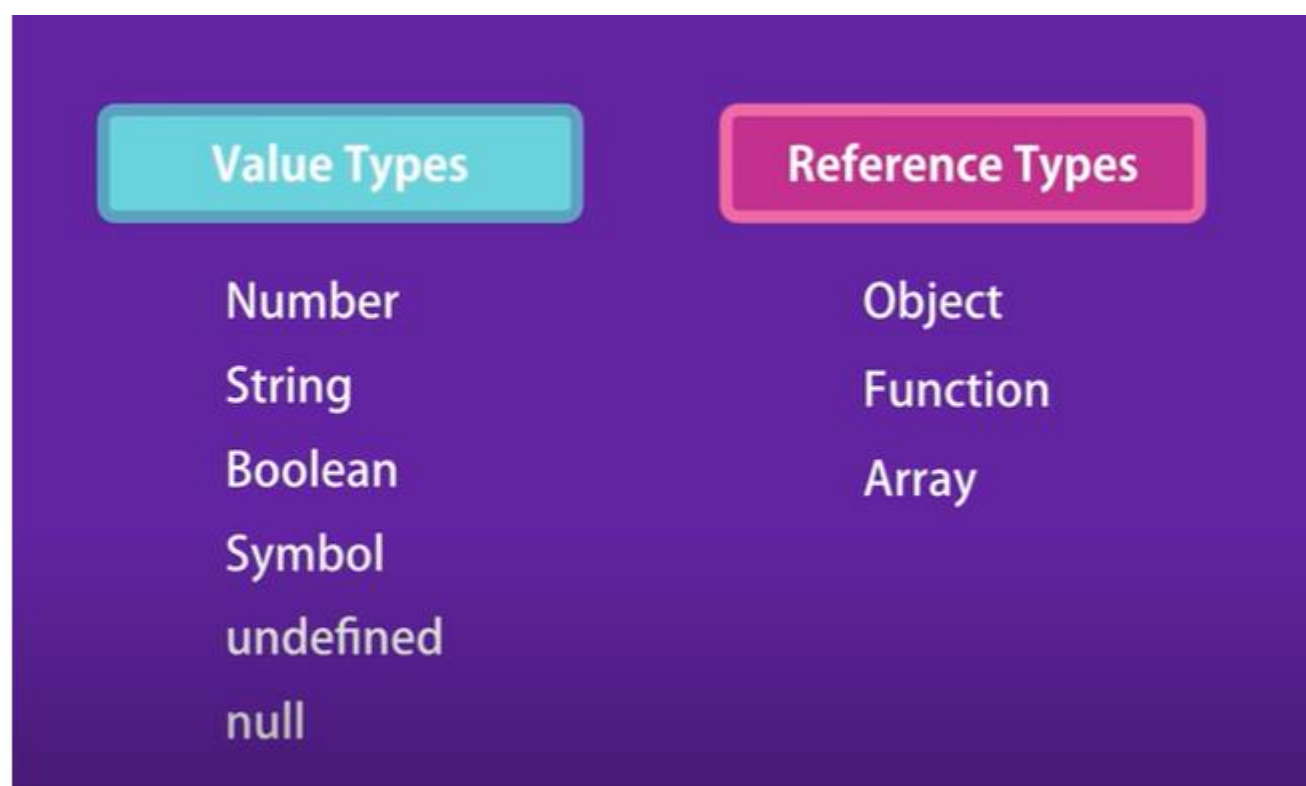 Value Types
Number
String
Boolean
Symbol
undefined
null
Reference Types
Object
Function
Array